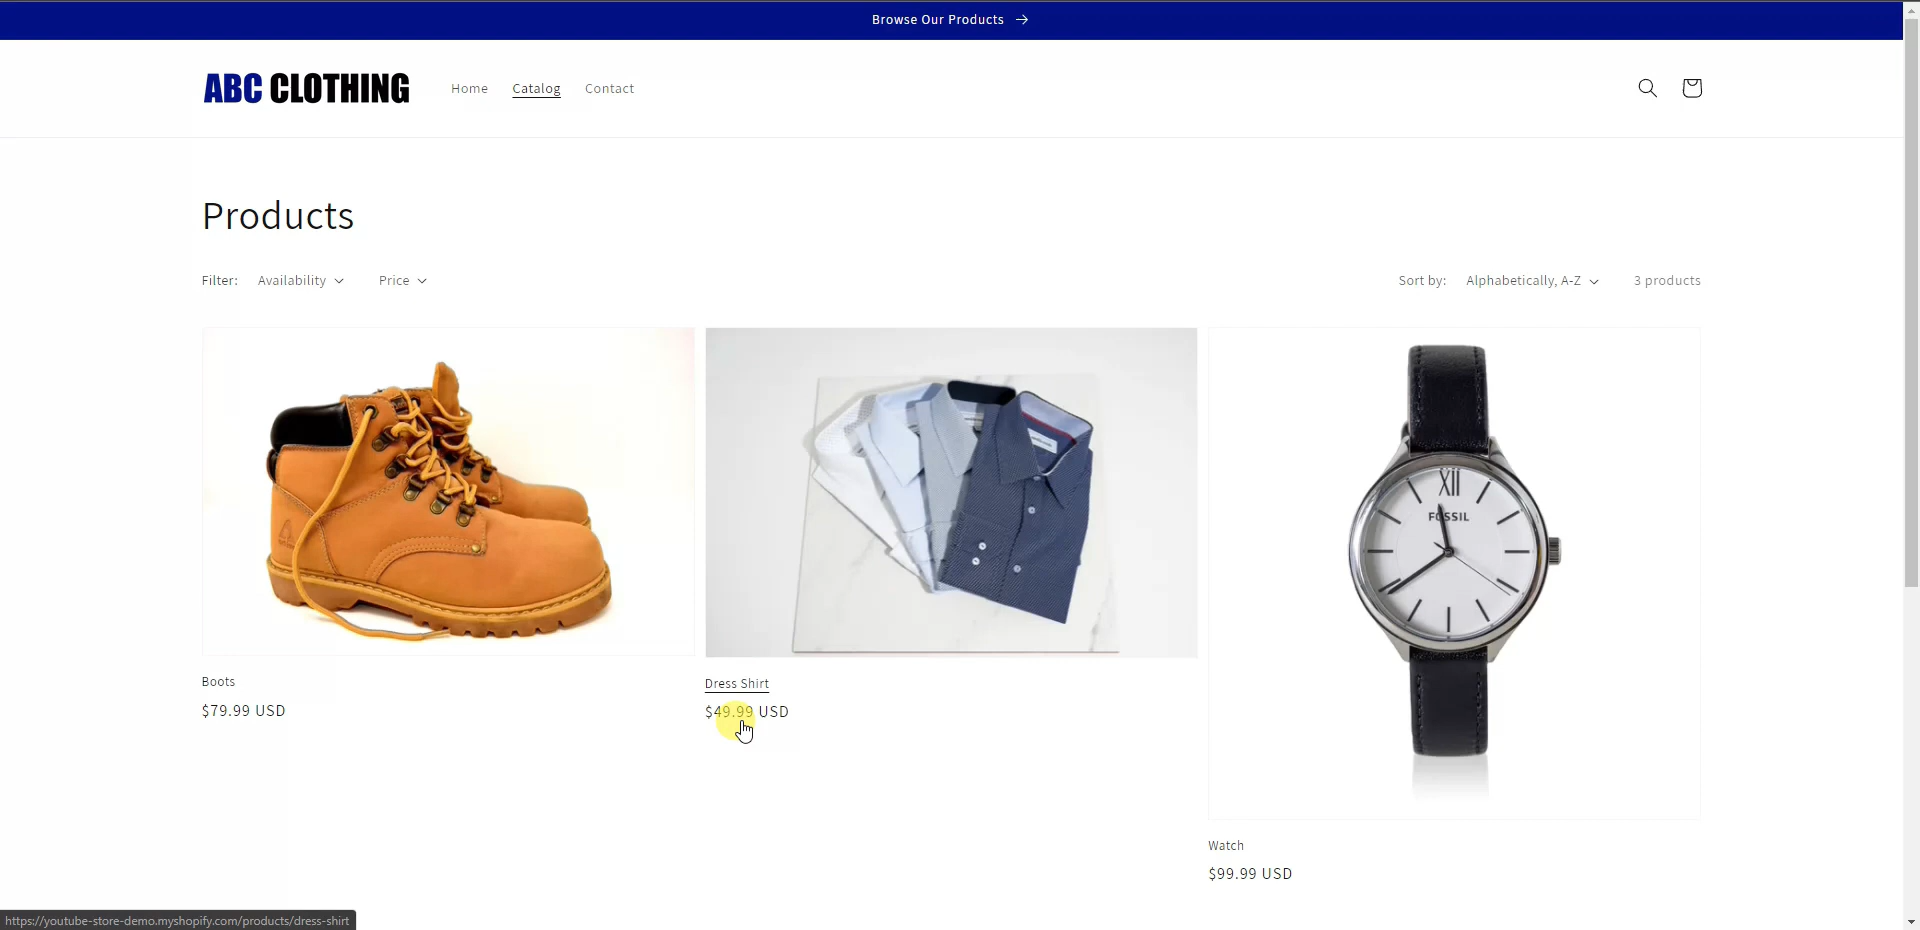 Browse Our Products →
ABC CLOTHING
Home Catalog Contact
Products
Filter: Availability Price
Sort by: Alphabetically, A-Z 3 products
XII
FOSSIL
Boots
$79.99 USD
Dress Shirt
$49.99 USD
Watch
$99.99 USD
https://youtube-store-demo.myshopify.com/products/dress-shirt